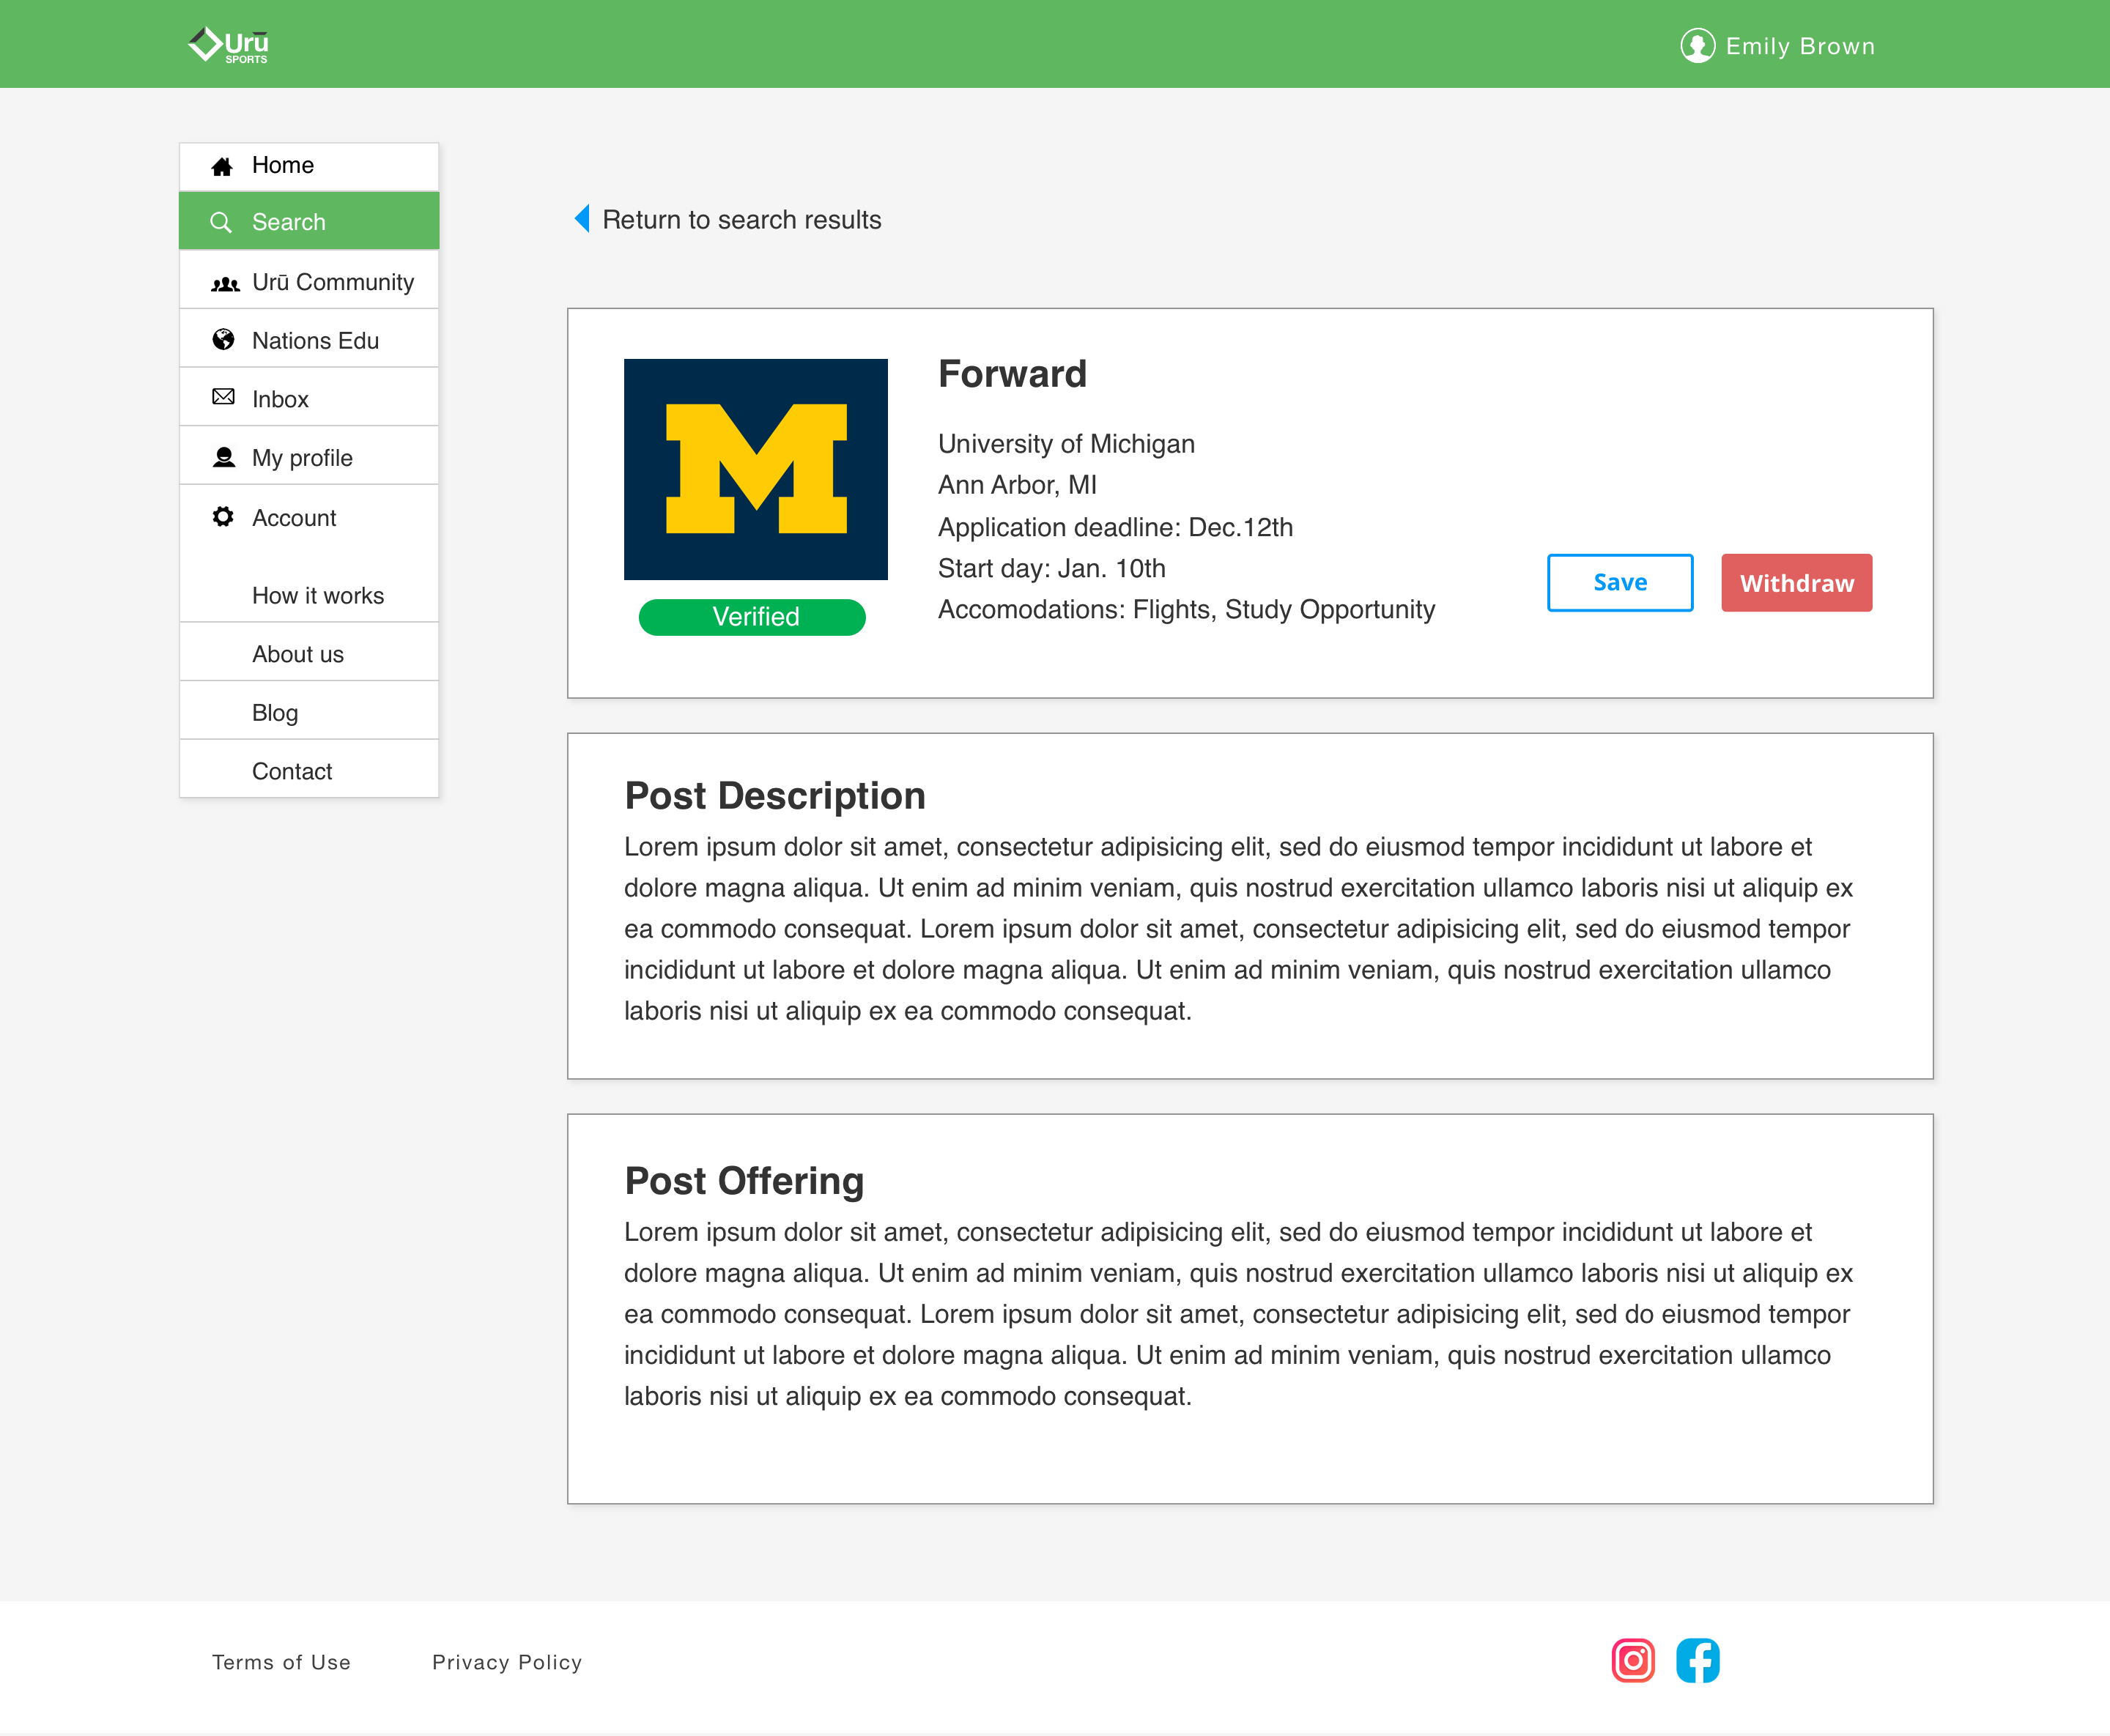 Urū
SPORTS
Emily Brown
Home
Search
Urū Community
Nations Edu
Inbox
My profile
Account
How it works
About us
Blog
Contact
Return to search results
M
Verified
Forward
University of Michigan
Ann Arbor, MI
Application deadline: Dec.12th
Start day: Jan. 10th
Accomodations: Flights, Study Opportunity
Save
Withdraw
Post Description
Lorem ipsum dolor sit amet, consectetur adipisicing elit, sed do eiusmod tempor incididunt ut labore et
dolore magna aliqua. Ut enim ad minim veniam, quis nostrud exercitation ullamco laboris nisi ut aliquip ex
ea commodo consequat. Lorem ipsum dolor sit amet, consectetur adipisicing elit, sed do eiusmod tempor
incididunt ut labore et dolore magna aliqua. Ut enim ad minim veniam, quis nostrud exercitation ullamco
laboris nisi ut aliquip ex ea commodo consequat.
Post Offering
Lorem ipsum dolor sit amet, consectetur adipisicing elit, sed do eiusmod tempor incididunt ut labore et
dolore magna aliqua. Ut enim ad minim veniam, quis nostrud exercitation ullamco laboris nisi ut aliquip ex
ea commodo consequat. Lorem ipsum dolor sit amet, consectetur adipisicing elit, sed do eiusmod tempor
incididunt ut labore et dolore magna aliqua. Ut enim ad minim veniam, quis nostrud exercitation ullamco
laboris nisi ut aliquip ex ea commodo consequat.
Terms of Use
Privacy Policy